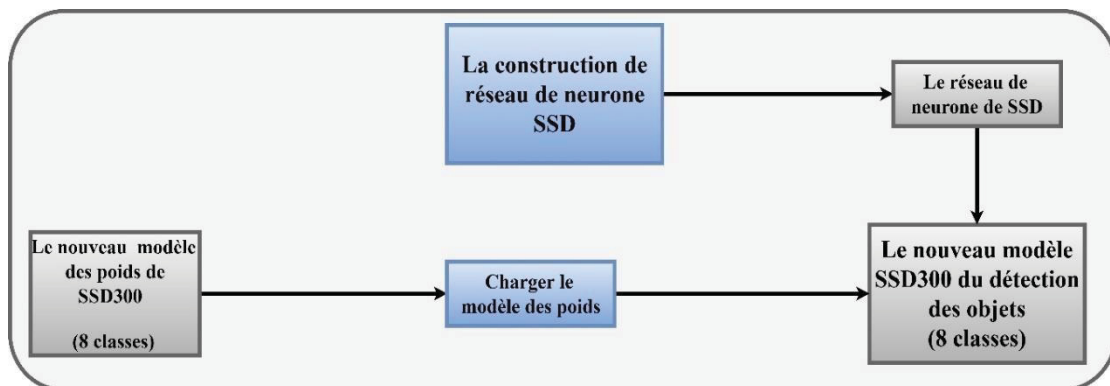 La construction de
réseau de neurone
SSD
Le réseau de
neurone de SSD
Le nouveau modèle
des poids de
SSD300
(8 classes)
Charger le
modèle des poids
Le nouveau modèle
SSD300 du détection
des objets
(8 classes)